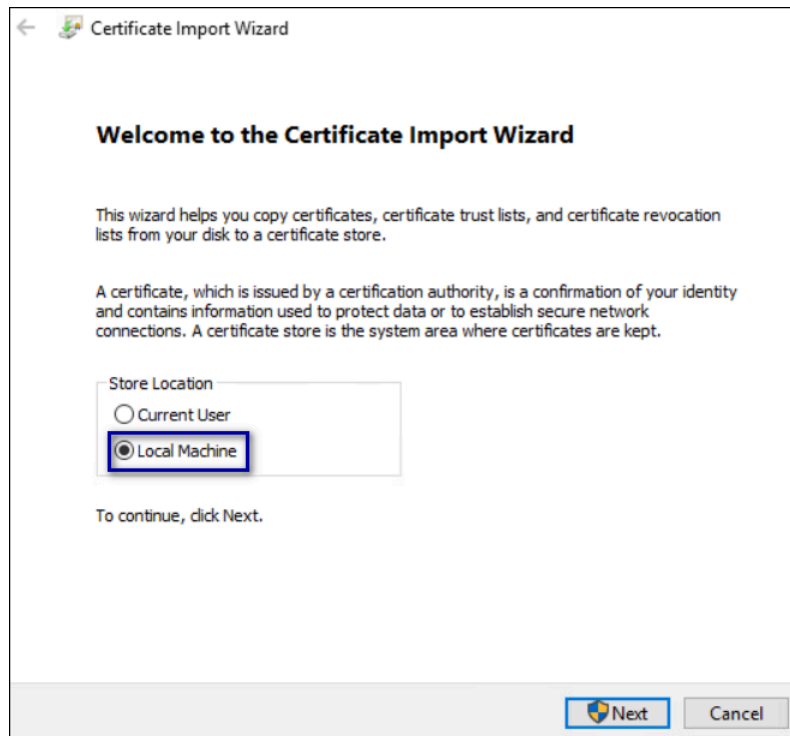 Certificate Import Wizard
Welcome to the Certificate Import Wizard
This wizard helps you copy certificates, certificate trust lists, and certificate revocation
lists from your disk to a certificate store.
A certificate, which is issued by a certification authority, is a confirmation of your identity
and contains information used to protect data or to establish secure network
connections. A certificate store is the system area where certificates are kept.
Store Location
Current User
Local Machine
To continue, click Next.
Next
Cancel